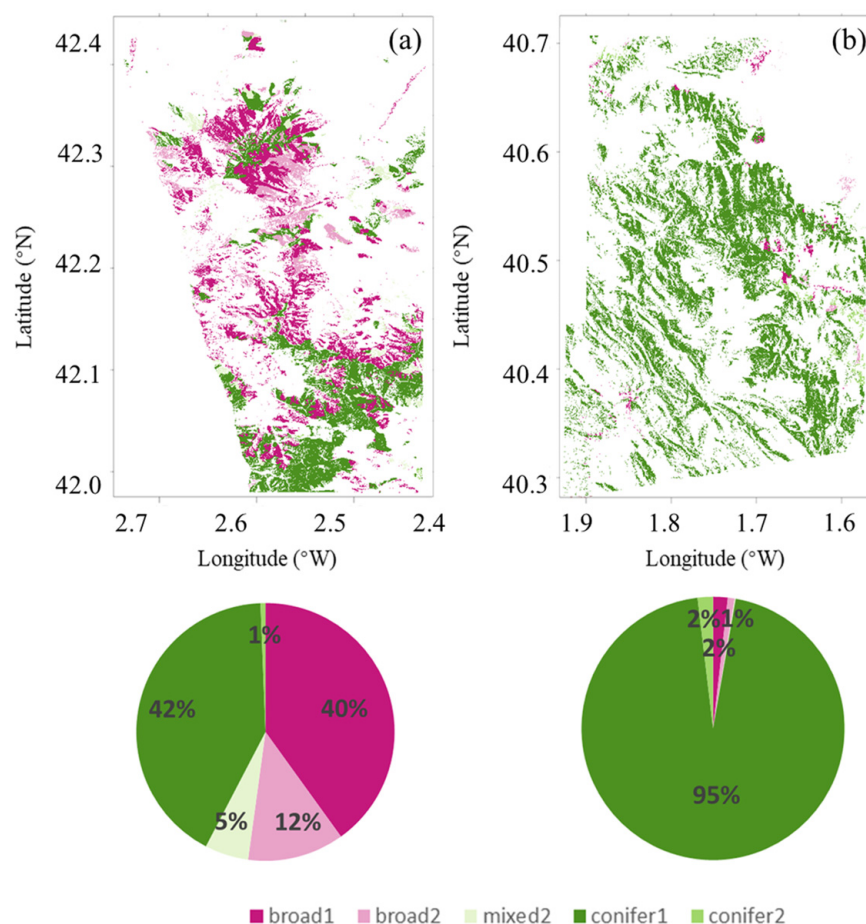 (a)
42.4
42.3
42.2
42.1
42.0
Latitude (°N)
2.7 2.6 2.5 2.4
Longitude (°W)
(b)
40.7
40.6
40.5
40.4
40.3
Latitude (°N)
1.9 1.8 1.7 1.6
Longitude (°W)
1%
42% 40%
5% 12%
2% 1%
2%
95%
broad1 broad2 mixed2 conifer1 conifer2